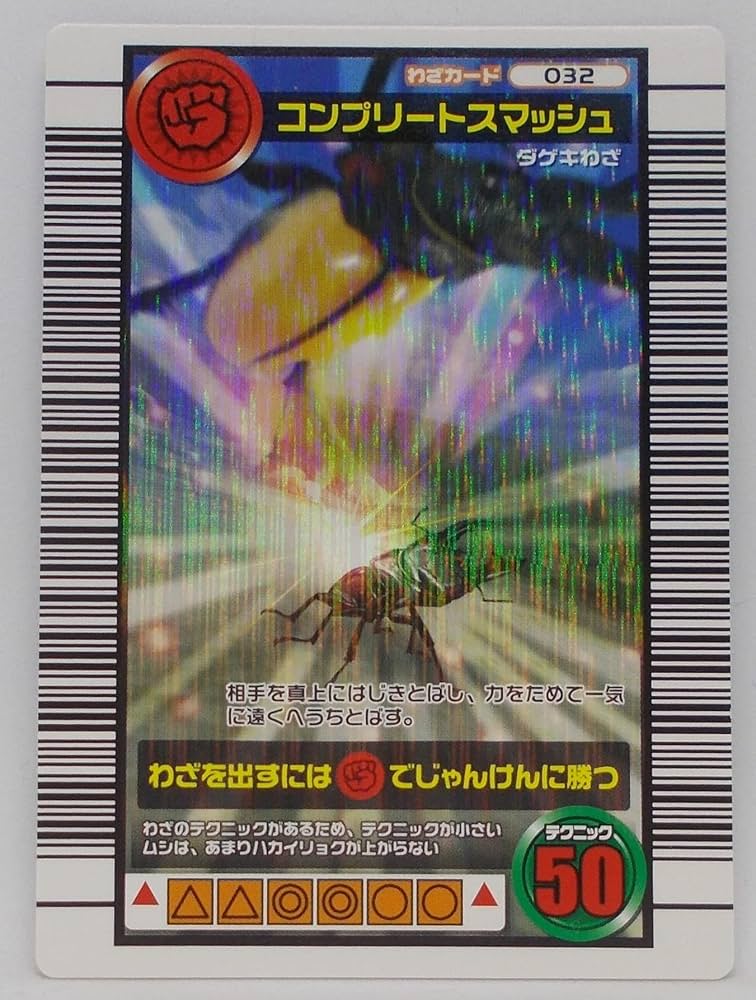 わざカード 032
コンプリートスマッシュ
ダゲキわざ
相手を真上にはじきとばし、力をためて一気
に遠くへうちとばす。
わざを出すには でじゃんけんに勝つ
わざのテクニックがあるため、テクニックが小さい
ムシは、あまりハカイリョクが上がらない
テクニック
50